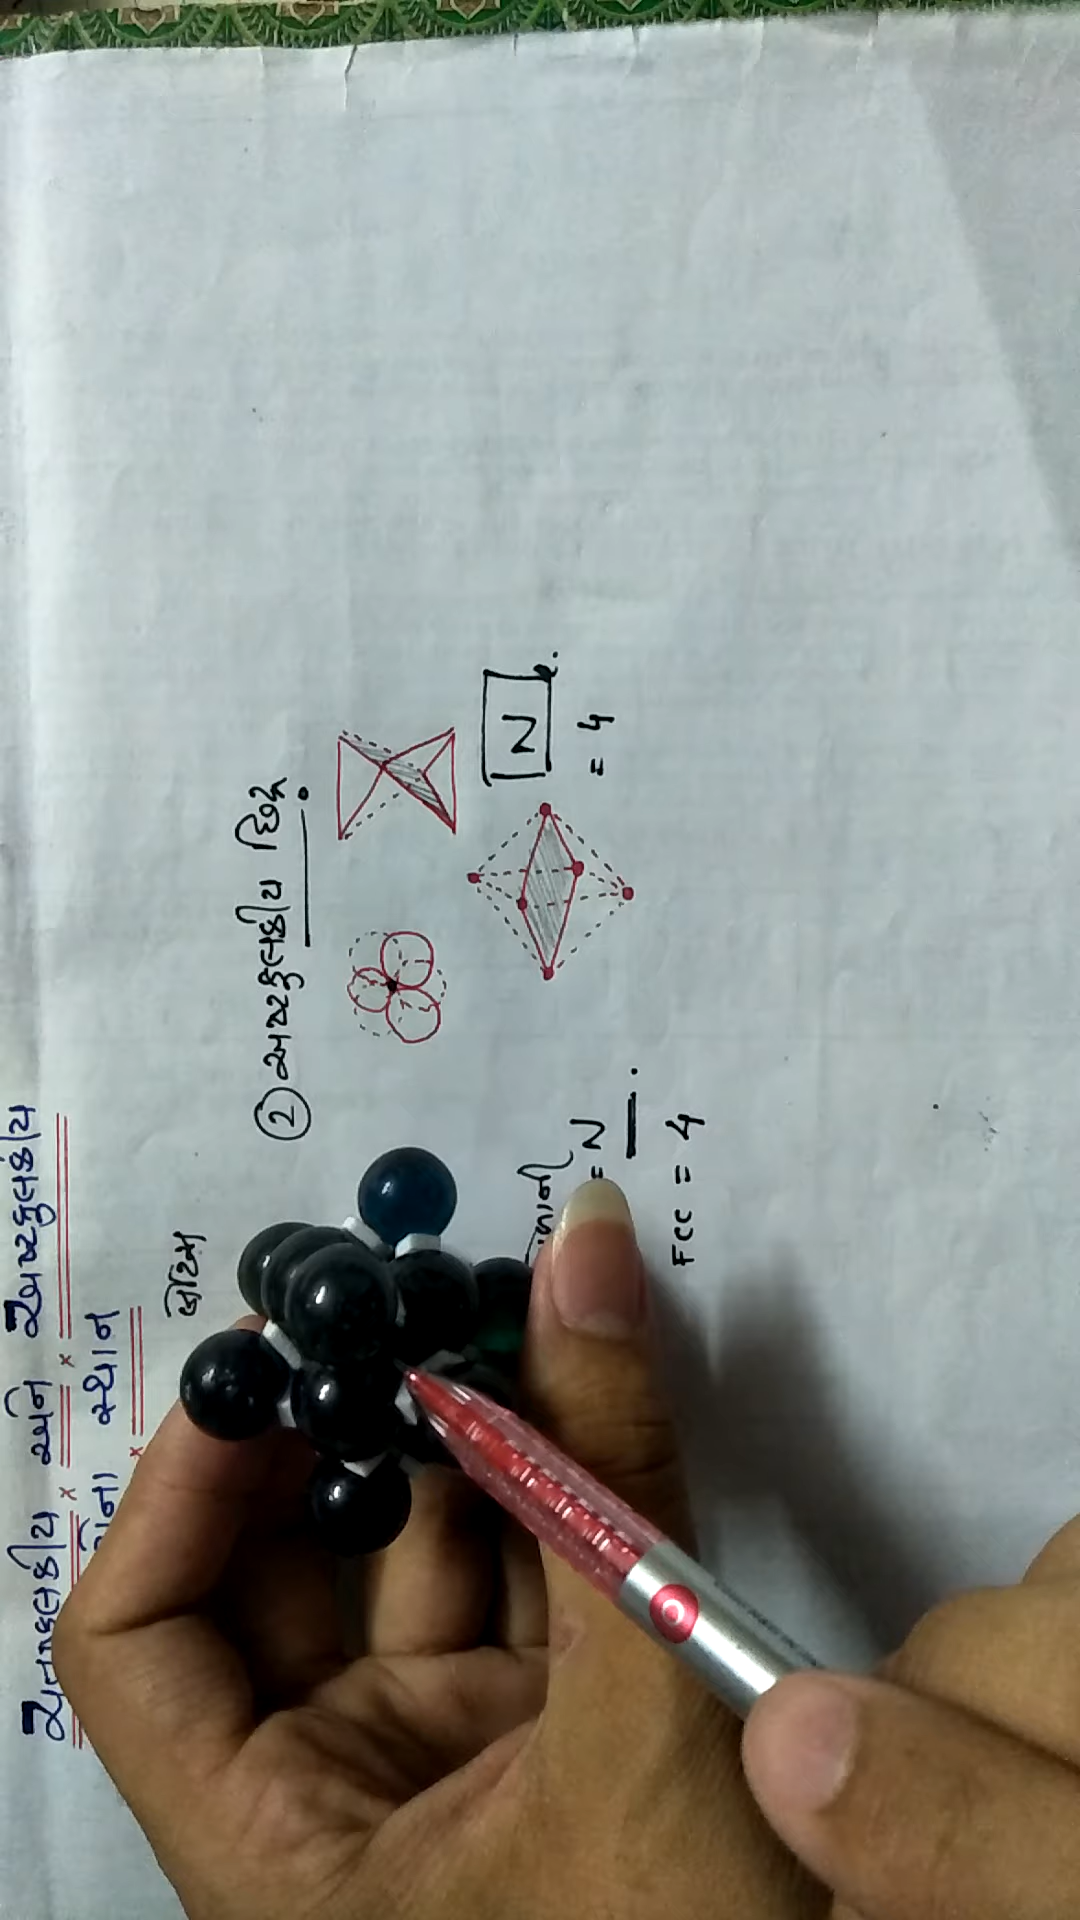 ચતુષ્ફલકીય અને અષ્ટફલકીય
સ્થાન
② અષ્ટફલકીય છિદ્ર
N
= 4
= N
FCC = 4